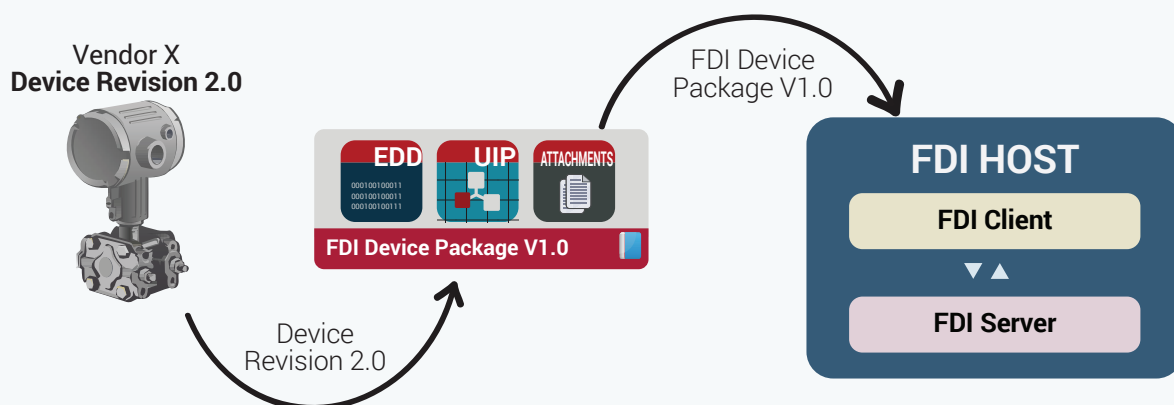 Vendor X
Device Revision 2.0
Device
Revision 2.0
EDD
000100100011
000100100011
000100100111
UIP
ATTACHMENTS
FDI Device Package V1.0
FDI Device
Package V1.0
FDI HOST
FDI Client
FDI Server